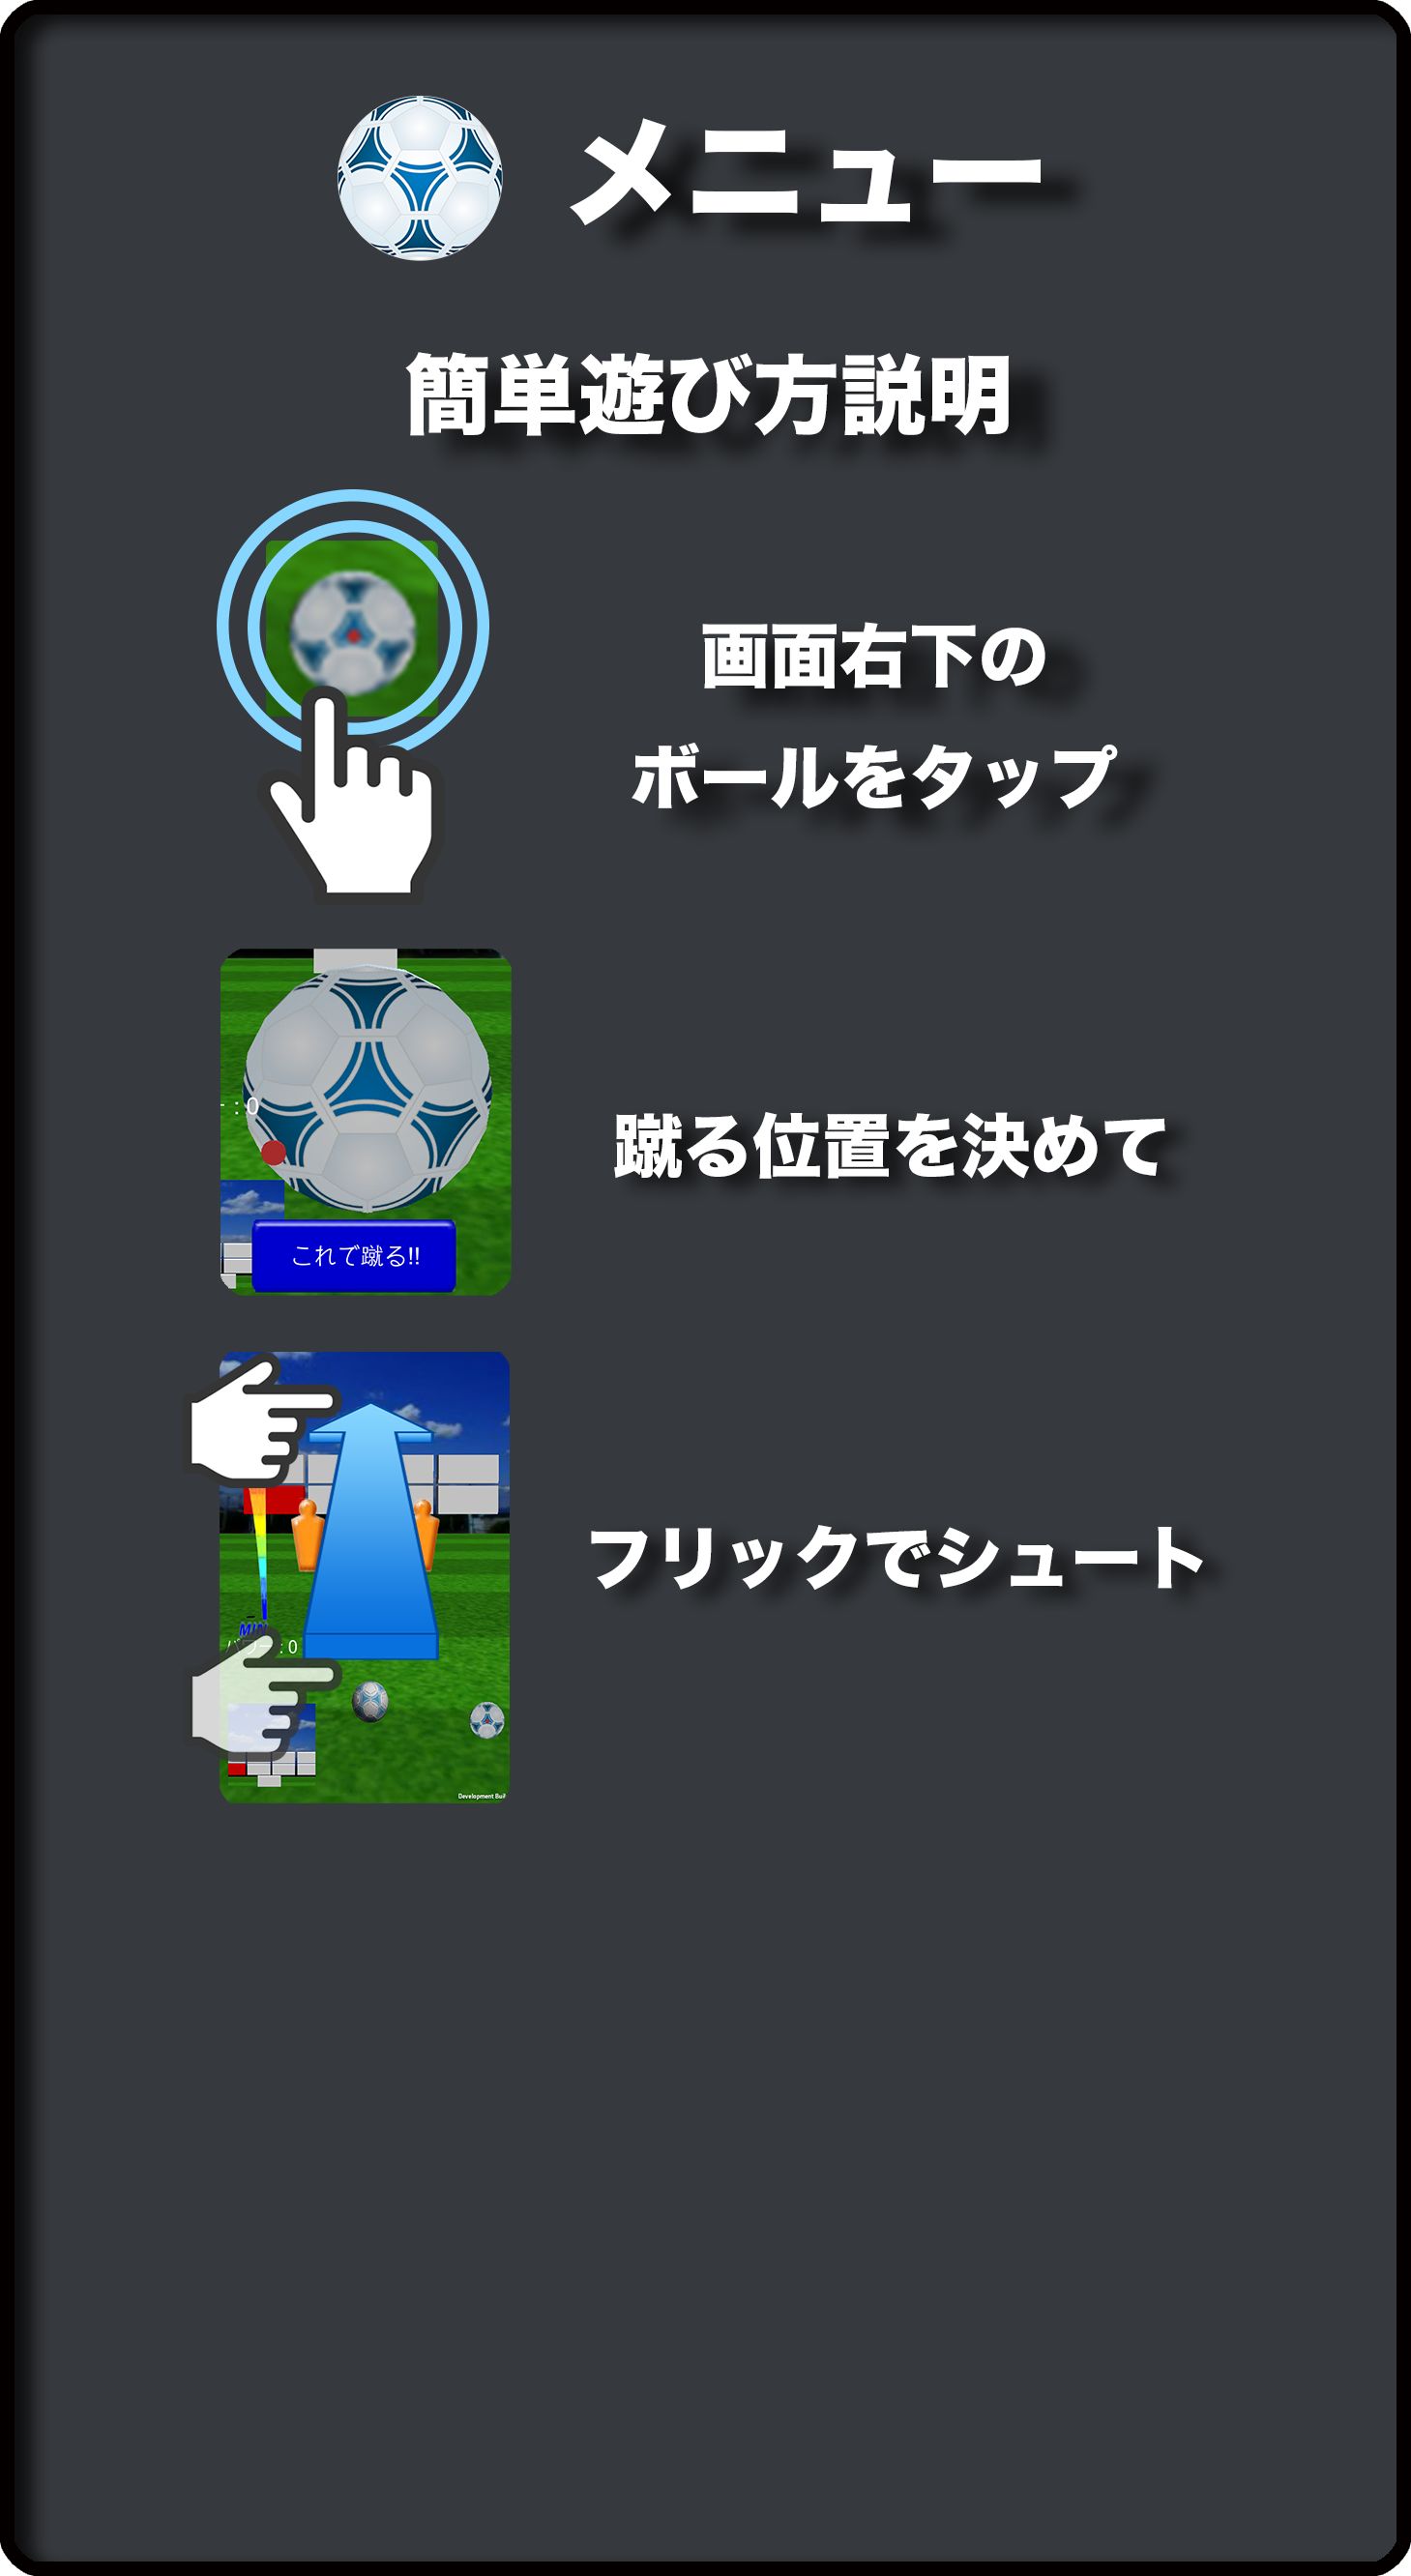 メニュー
簡単遊び方説明
画面右下の
ボールをタップ
- : 0
これで蹴る!!
蹴る位置を決めて
フリックでシュート
MIN
パワー : 0
Development Buil